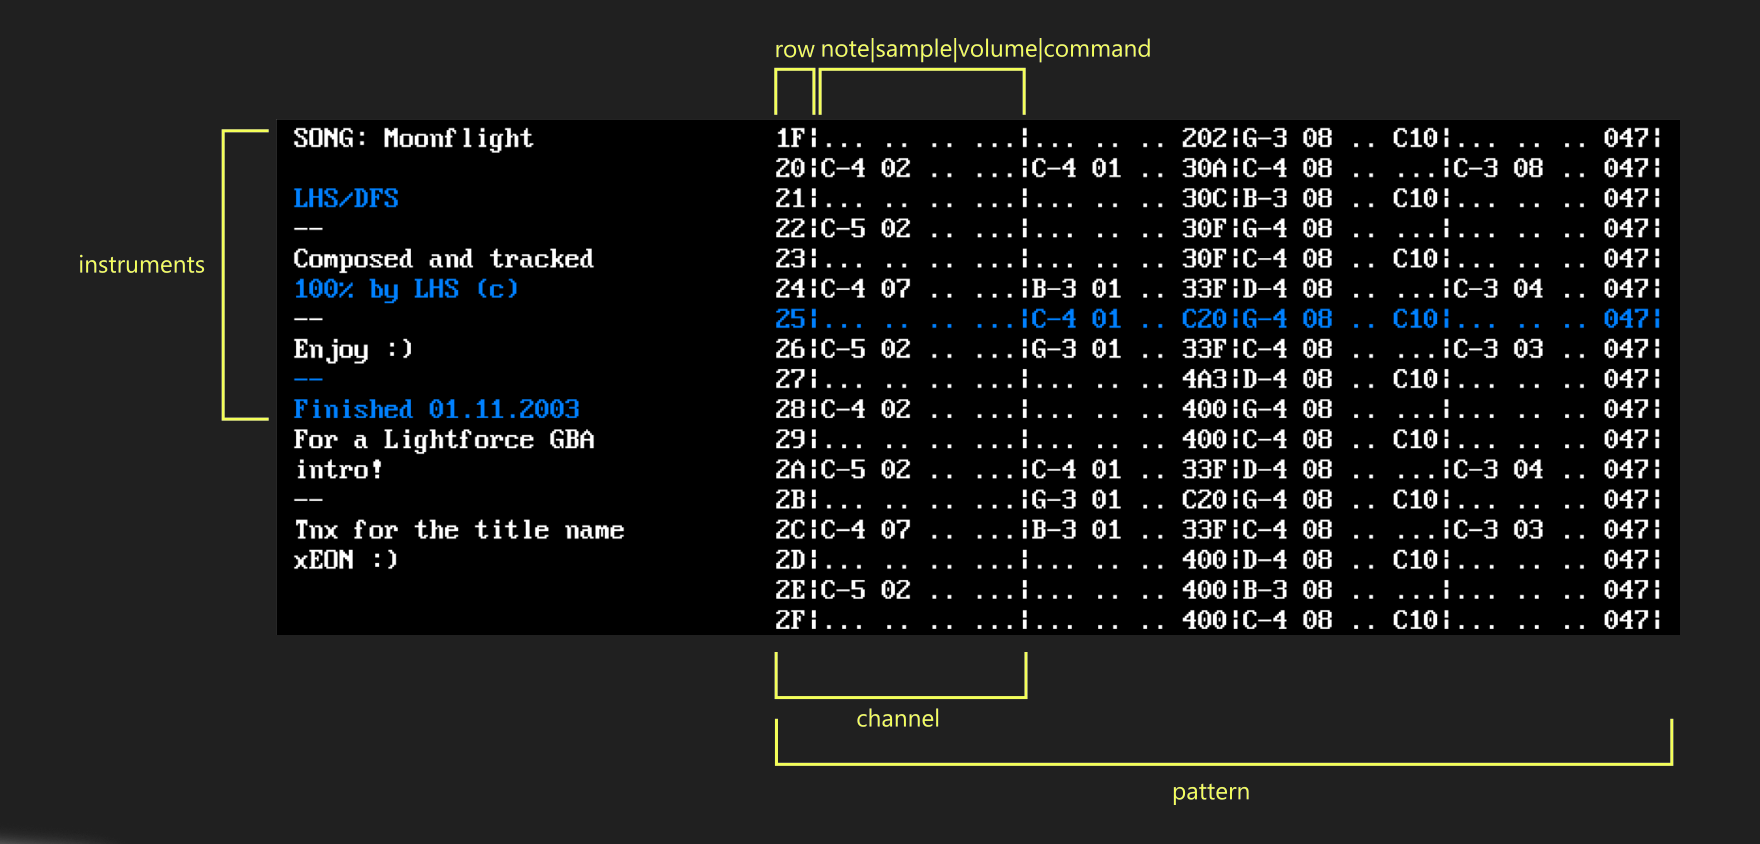 row note|sample|volume|command
instruments
SONG: Moonflight
LHS/DFS
--
Composed and tracked
100% by LHS (c)
--
Enjoy :)
--
Finished 01.11.2003
For a Lightforce GBA
intro!
--
Tnx for the title name
xEON :)
1F¦... .. .. ...¦... .. .. 202¦G-3 08 .. C10¦... .. .. 047¦
20¦C-4 02 .. ...¦C-4 01 .. 30A¦C-4 08 .. ...¦C-3 08 .. 047¦
21¦... .. .. ...¦... .. .. 30C¦B-3 08 .. C10¦... .. .. 047¦
22¦C-5 02 .. ...¦... .. .. 30F¦G-4 08 .. ...¦... .. .. 047¦
23¦... .. .. ...¦... .. .. 30F¦C-4 08 .. C10¦... .. .. 047¦
24¦C-4 07 .. ...¦B-3 01 .. 33F¦D-4 08 .. ...¦C-3 04 .. 047¦
25¦... .. .. ...¦C-4 01 .. C20¦G-4 08 .. C10¦... .. .. 047¦
26¦C-5 02 .. ...¦G-3 01 .. 33F¦C-4 08 .. ...¦C-3 03 .. 047¦
27¦... .. .. ...¦... .. .. 4A3¦D-4 08 .. C10¦... .. .. 047¦
28¦C-4 02 .. ...¦... .. .. 400¦G-4 08 .. ...¦... .. .. 047¦
29¦... .. .. ...¦... .. .. 400¦C-4 08 .. C10¦... .. .. 047¦
2A¦C-5 02 .. ...¦C-4 01 .. 33F¦D-4 08 .. ...¦C-3 04 .. 047¦
2B¦... .. .. ...¦G-3 01 .. C20¦G-4 08 .. C10¦... .. .. 047¦
2C¦C-4 07 .. ...¦B-3 01 .. 33F¦C-4 08 .. ...¦C-3 03 .. 047¦
2D¦... .. .. ...¦... .. .. 400¦D-4 08 .. C10¦... .. .. 047¦
2E¦C-5 02 .. ...¦... .. .. 400¦B-3 08 .. ...¦... .. .. 047¦
2F¦... .. .. ...¦... .. .. 400¦C-4 08 .. C10¦... .. .. 047¦
channel
pattern